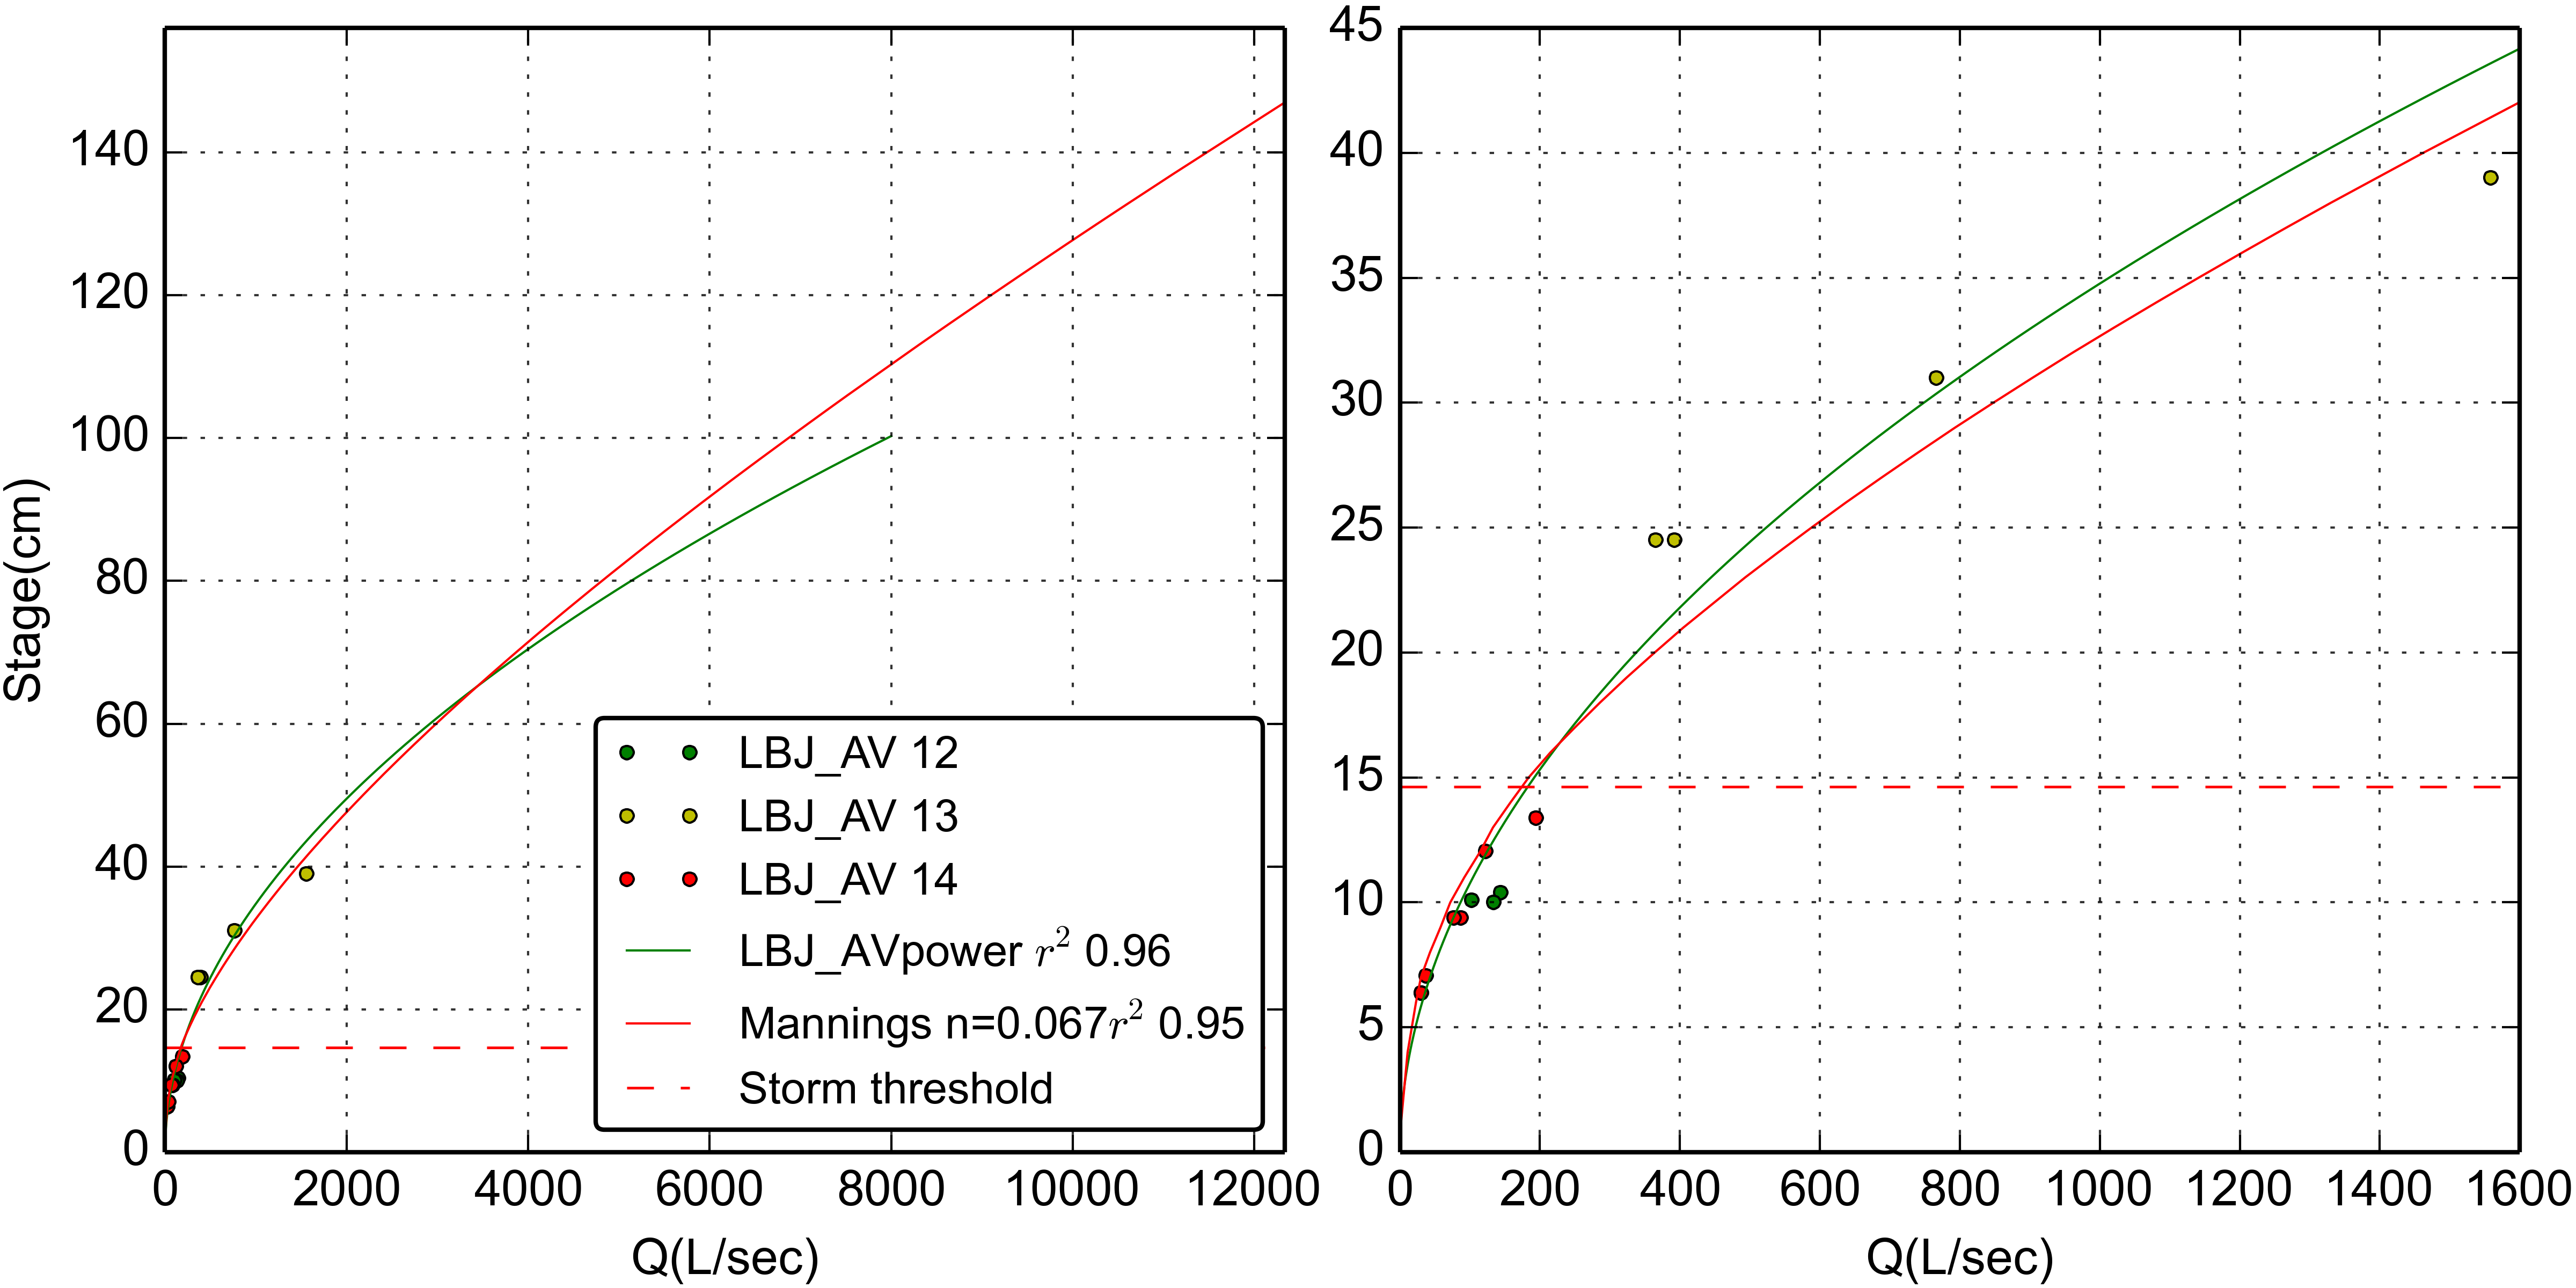 Stage(cm)
140
120
100
80
60
40
20
0
0 2000 4000 6000 8000 10000 12000
Q(L/sec)
LBJ_AV 12
LBJ_AV 13
LBJ_AV 14
LBJ_AVpower r² 0.96
Mannings n=0.067r² 0.95
Storm threshold
45
40
35
30
25
20
15
10
5
0
0 200 400 600 800 1000 1200 1400 1600
Q(L/sec)